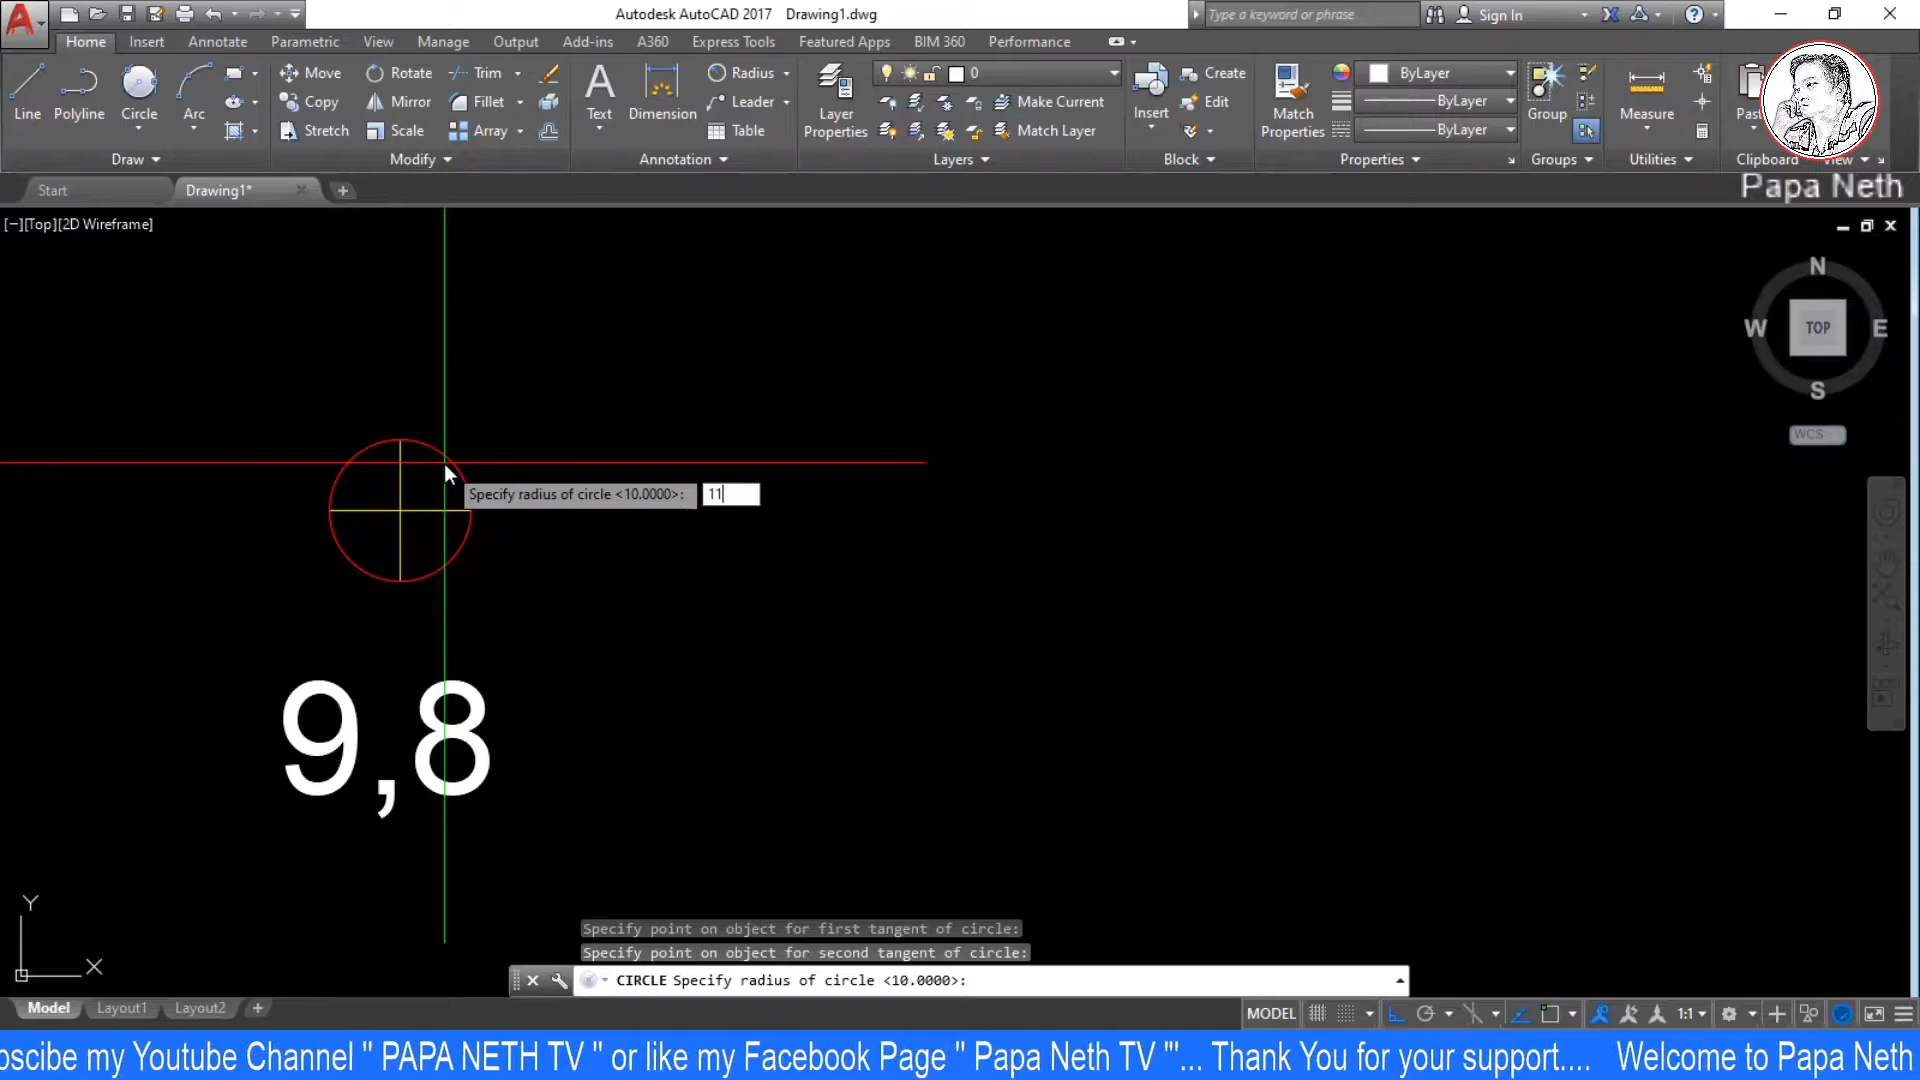 Autodesk AutoCAD 2017 Drawing1.dwg
Type a keyword or phrase
Sign In
Home Insert Annotate Parametric View Manage Output Add-ins A360 Express Tools Featured Apps BIM 360 Performance
Line Polyline Circle Arc
Move Rotate Trim
Copy Mirror Fillet
Stretch Scale Array
Text Dimension
Radius
Leader
Table
Layer Properties
0
Make Current
Match Layer
Insert
Create
Edit
Match Properties
ByLayer
ByLayer
ByLayer
Group
Measure
Draw Modify Annotation Layers Block Properties Groups Utilities Clipboard View
Start Drawing1*
Papa Neth
[−][Top][2D Wireframe]
N
W TOP E
S
WCS
Specify radius of circle <10.0000>: 11
9,8
Y
X
Specify point on object for first tangent of circle:
Specify point on object for second tangent of circle:
CIRCLE Specify radius of circle <10.0000>:
Model Layout1 Layout2
MODEL 1:1
bscibe my Youtube Channel " PAPA NETH TV " or like my Facebook Page " Papa Neth TV "'... Thank You for your support.... Welcome to Papa Neth